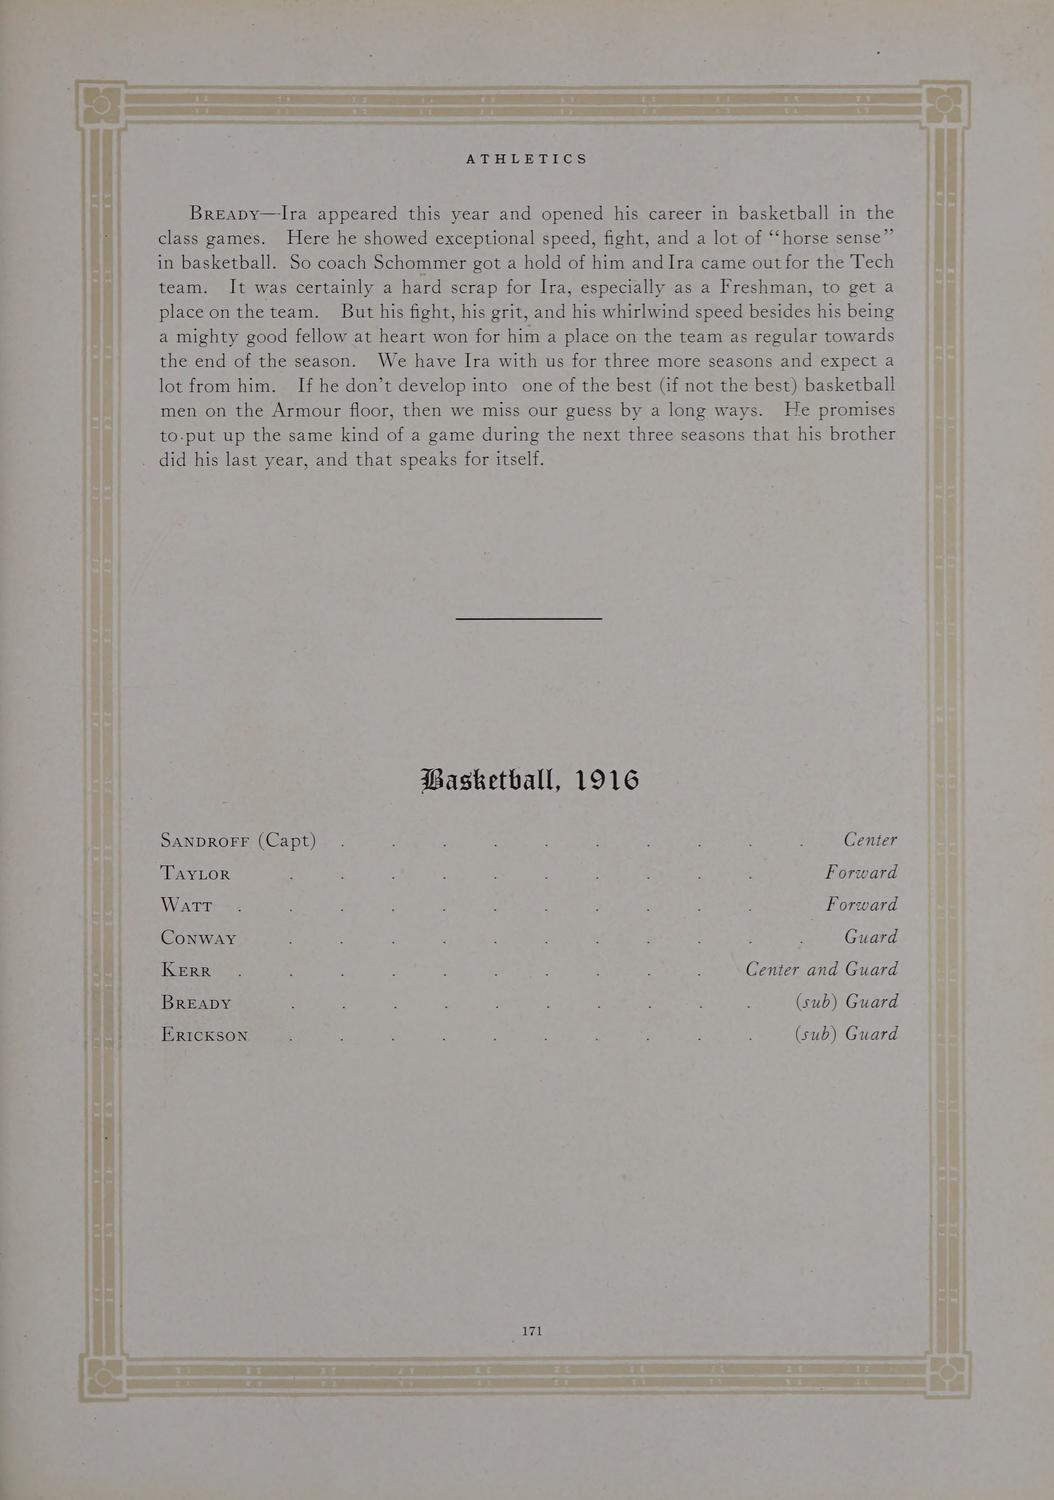 ATHLETICS
BREADY—Ira appeared this year and opened his career in basketball in the
class games. Here he showed exceptional speed, fight, and a lot of “horse sense”
in basketball. So coach Schommer got a hold of him and Ira came out for the Tech
team. It was certainly a hard scrap for Ira, especially as a Freshman, to get a
place on the team. But his fight, his grit, and his whirlwind speed besides his being
a mighty good fellow at heart won for him a place on the team as regular towards
the end of the season. We have Ira with us for three more seasons and expect a
lot from him. If he don’t develop into one of the best (if not the best) basketball
men on the Armour floor, then we miss our guess by a long ways. He promises
to put up the same kind of a game during the next three seasons that his brother
did his last year, and that speaks for itself.
Basketball, 1916
SANDROFF (Capt) . . . . . . . . . . Center
TAYLOR . . . . . . . . . . Forward
WATT . . . . . . . . . . . Forward
CONWAY . . . . . . . . . . . Guard
KERR . . . . . . . . . . Center and Guard
BREADY . . . . . . . . . . (sub) Guard
ERICKSON . . . . . . . . . . (sub) Guard
171